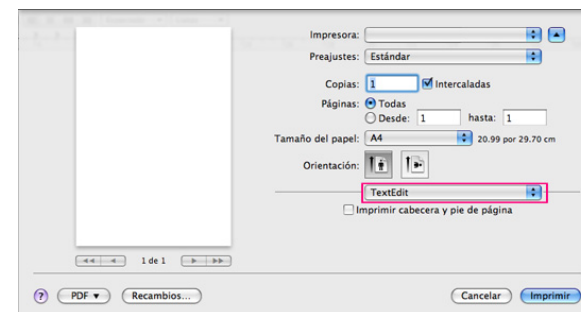 Impresora:
Preajustes: Estándar
Copias: 1 Intercaladas
Páginas: Todas
Desde: 1 hasta: 1
Tamaño del papel: A4 20.99 por 29.70 cm
Orientación:
TextEdit
Imprimir cabecera y pie de página
1 de 1
? PDF ▼ Recambios... Cancelar Imprimir